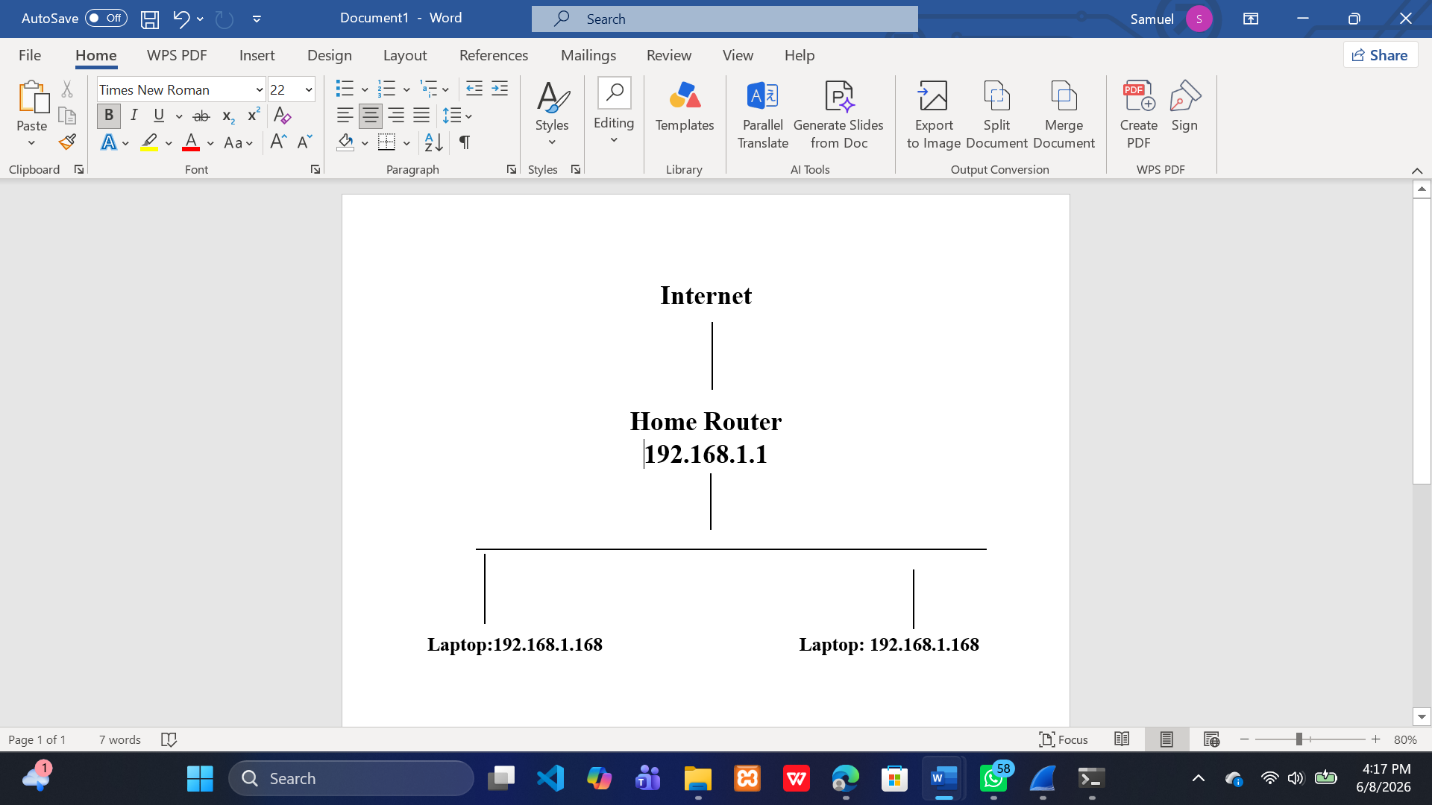 AutoSave Off Document1 - Word Search Samuel S
File Home WPS PDF Insert Design Layout References Mailings Review View Help Share
Times New Roman 22
Paste Styles Editing Templates Parallel Translate Generate Slides from Doc Export to Image Split Document Merge Document Create PDF Sign
Clipboard Font Paragraph Styles Library AI Tools Output Conversion WPS PDF
Internet
Home Router
192.168.1.1
Laptop:192.168.1.168 Laptop: 192.168.1.168
Page 1 of 1 7 words Focus 80%
1 Search 58 4:17 PM
6/8/2026